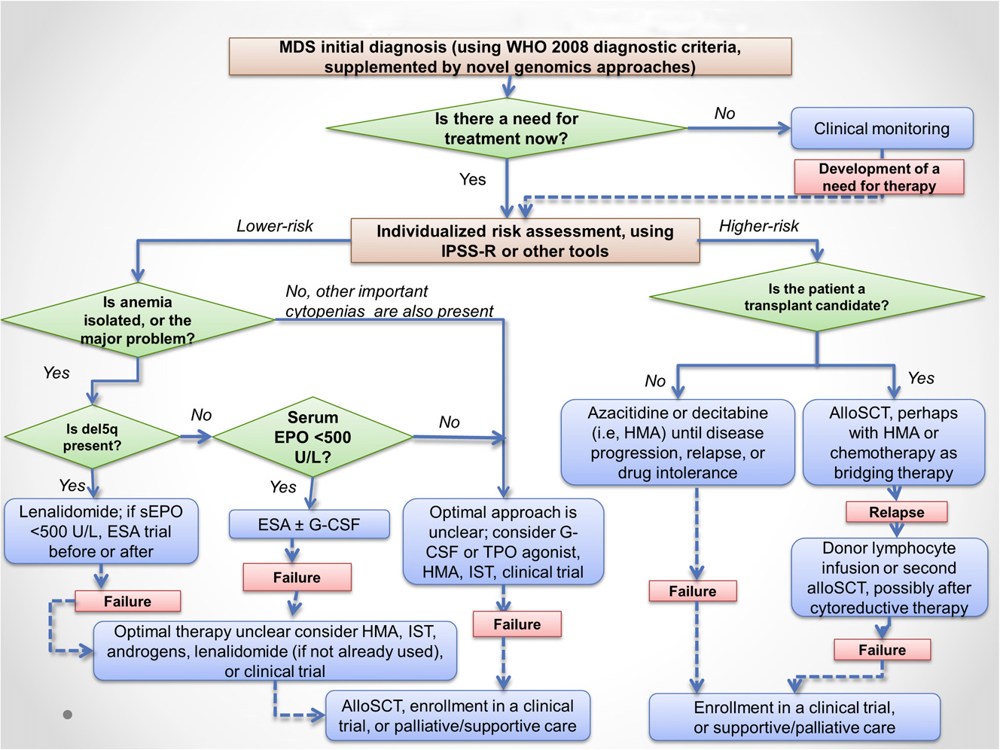 MDS initial diagnosis (using WHO 2008 diagnostic criteria,
supplemented by novel genomics approaches)
Is there a need for
treatment now?
No
Clinical monitoring
Development of a
need for therapy
Yes
Lower-risk
Individualized risk assessment, using
IPSS-R or other tools
Higher-risk
Is anemia
isolated, or the
major problem?
No, other important
cytopenias are also present
Is the patient a
transplant candidate?
Yes
No
Yes
Is del5q
present?
No
Serum
EPO <500
U/L?
No
Azacitidine or decitabine
(i.e, HMA) until disease
progression, relapse, or
drug intolerance
AlloSCT, perhaps
with HMA or
chemotherapy as
bridging therapy
Yes
Yes
Lenalidomide; if sEPO
<500 U/L, ESA trial
before or after
ESA ± G-CSF
Optimal approach is
unclear; consider G-
CSF or TPO agonist,
HMA, IST, clinical trial
Relapse
Donor lymphocyte
infusion or second
alloSCT, possibly after
cytoreductive therapy
Failure
Failure
Failure
Failure
Failure
Optimal therapy unclear consider HMA, IST,
androgens, lenalidomide (if not already used),
or clinical trial
AlloSCT, enrollment in a clinical
trial, or palliative/supportive care
Enrollment in a clinical trial,
or supportive/palliative care